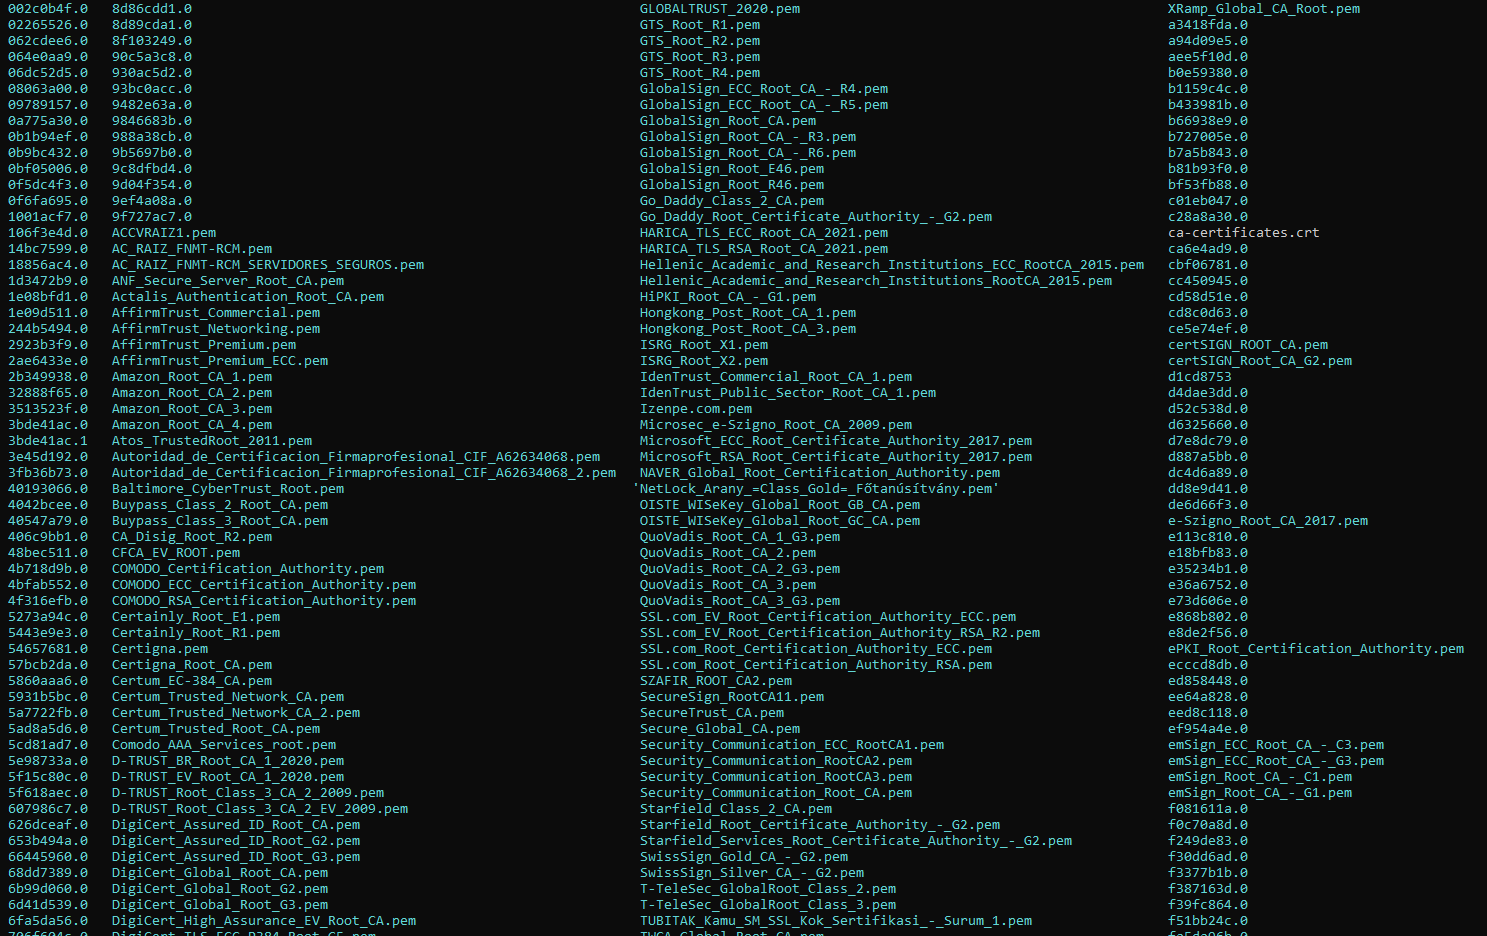 002c0b4f.0 8d86cdd1.0 GLOBALTRUST_2020.pem XRamp_Global_CA_Root.pem
02265526.0 8d89cda1.0 GTS_Root_R1.pem a3418fda.0
062cdee6.0 8f103249.0 GTS_Root_R2.pem a94d09e5.0
064e0aa9.0 90c5a3c8.0 GTS_Root_R3.pem aee5f10d.0
06dc52d5.0 930ac5d2.0 GTS_Root_R4.pem b0e59380.0
08063a00.0 93bc0acc.0 GlobalSign_ECC_Root_CA_-_R4.pem b1159c4c.0
09789157.0 9482e63a.0 GlobalSign_ECC_Root_CA_-_R5.pem b433981b.0
0a775a30.0 9846683b.0 GlobalSign_Root_CA.pem b66938e9.0
0b1b94ef.0 988a38cb.0 GlobalSign_Root_CA_-_R3.pem b727005e.0
0b9bc432.0 9b5697b0.0 GlobalSign_Root_CA_-_R6.pem b7a5b843.0
0bf05006.0 9c8dfbd4.0 GlobalSign_Root_E46.pem b81b93f0.0
0f5dc4f3.0 9d04f354.0 GlobalSign_Root_R46.pem bf53fb88.0
0f6fa695.0 9ef4a08a.0 Go_Daddy_Class_2_CA.pem c01eb047.0
1001acf7.0 9f727ac7.0 Go_Daddy_Root_Certificate_Authority_-_G2.pem c28a8a30.0
106f3e4d.0 ACCVRAIZ1.pem HARICA_TLS_ECC_Root_CA_2021.pem ca-certificates.crt
14bc7599.0 AC_RAIZ_FNMT-RCM.pem HARICA_TLS_RSA_Root_CA_2021.pem ca6e4ad9.0
18856ac4.0 AC_RAIZ_FNMT-RCM_SERVIDORES_SEGUROS.pem Hellenic_Academic_and_Research_Institutions_ECC_RootCA_2015.pem cbf06781.0
1d3472b9.0 ANF_Secure_Server_Root_CA.pem Hellenic_Academic_and_Research_Institutions_RootCA_2015.pem cc450945.0
1e08bfd1.0 Actalis_Authentication_Root_CA.pem HiPKI_Root_CA_-_G1.pem cd58d51e.0
1e09d511.0 AffirmTrust_Commercial.pem Hongkong_Post_Root_CA_1.pem cd8c0d63.0
244b5494.0 AffirmTrust_Networking.pem Hongkong_Post_Root_CA_3.pem ce5e74ef.0
2923b3f9.0 AffirmTrust_Premium.pem ISRG_Root_X1.pem certSIGN_ROOT_CA.pem
2ae6433e.0 AffirmTrust_Premium_ECC.pem ISRG_Root_X2.pem certSIGN_Root_CA_G2.pem
2b349938.0 Amazon_Root_CA_1.pem IdenTrust_Commercial_Root_CA_1.pem d1cd8753
32888f65.0 Amazon_Root_CA_2.pem IdenTrust_Public_Sector_Root_CA_1.pem d4dae3dd.0
3513523f.0 Amazon_Root_CA_3.pem Izenpe.com.pem d52c538d.0
3bde41ac.0 Amazon_Root_CA_4.pem Microsec_e-Szigno_Root_CA_2009.pem d6325660.0
3bde41ac.1 Atos_TrustedRoot_2011.pem Microsoft_ECC_Root_Certificate_Authority_2017.pem d7e8dc79.0
3e45d192.0 Autoridad_de_Certificacion_Firmaprofesional_CIF_A62634068.pem Microsoft_RSA_Root_Certificate_Authority_2017.pem d887a5bb.0
3fb36b73.0 Autoridad_de_Certificacion_Firmaprofesional_CIF_A62634068_2.pem NAVER_Global_Root_Certification_Authority.pem dc4d6a89.0
40193066.0 Baltimore_CyberTrust_Root.pem 'NetLock_Arany_=Class_Gold=_Főtanúsítvány.pem' dd8e9d41.0
4042bcee.0 Buypass_Class_2_Root_CA.pem OISTE_WISeKey_Global_Root_GB_CA.pem de6d66f3.0
40547a79.0 Buypass_Class_3_Root_CA.pem OISTE_WISeKey_Global_Root_GC_CA.pem e-Szigno_Root_CA_2017.pem
406c9bb1.0 CA_Disig_Root_R2.pem QuoVadis_Root_CA_1_G3.pem e113c810.0
48bec511.0 CFCA_EV_ROOT.pem QuoVadis_Root_CA_2.pem e18bfb83.0
4b718d9b.0 COMODO_Certification_Authority.pem QuoVadis_Root_CA_2_G3.pem e35234b1.0
4bfab552.0 COMODO_ECC_Certification_Authority.pem QuoVadis_Root_CA_3.pem e36a6752.0
4f316efb.0 COMODO_RSA_Certification_Authority.pem QuoVadis_Root_CA_3_G3.pem e73d606e.0
5273a94c.0 Certainly_Root_E1.pem SSL.com_EV_Root_Certification_Authority_ECC.pem e868b802.0
5443e9e3.0 Certainly_Root_R1.pem SSL.com_EV_Root_Certification_Authority_RSA_R2.pem e8de2f56.0
54657681.0 Certigna.pem SSL.com_Root_Certification_Authority_ECC.pem ePKI_Root_Certification_Authority.pem
57bcb2da.0 Certigna_Root_CA.pem SSL.com_Root_Certification_Authority_RSA.pem ecccd8db.0
5860aaa6.0 Certum_EC-384_CA.pem SZAFIR_ROOT_CA2.pem ed858448.0
5931b5bc.0 Certum_Trusted_Network_CA.pem SecureSign_RootCA11.pem ee64a828.0
5a7722fb.0 Certum_Trusted_Network_CA_2.pem SecureTrust_CA.pem eed8c118.0
5ad8a5d6.0 Certum_Trusted_Root_CA.pem Secure_Global_CA.pem ef954a4e.0
5cd81ad7.0 Comodo_AAA_Services_root.pem Security_Communication_ECC_RootCA1.pem emSign_ECC_Root_CA_-_C3.pem
5e98733a.0 D-TRUST_BR_Root_CA_1_2020.pem Security_Communication_RootCA2.pem emSign_ECC_Root_CA_-_G3.pem
5f15c80c.0 D-TRUST_EV_Root_CA_1_2020.pem Security_Communication_RootCA3.pem emSign_Root_CA_-_C1.pem
5f618aec.0 D-TRUST_Root_Class_3_CA_2_2009.pem Security_Communication_Root_CA.pem emSign_Root_CA_-_G1.pem
607986c7.0 D-TRUST_Root_Class_3_CA_2_EV_2009.pem Starfield_Class_2_CA.pem f081611a.0
626dceaf.0 DigiCert_Assured_ID_Root_CA.pem Starfield_Root_Certificate_Authority_-_G2.pem f0c70a8d.0
653b494a.0 DigiCert_Assured_ID_Root_G2.pem Starfield_Services_Root_Certificate_Authority_-_G2.pem f249de83.0
66445960.0 DigiCert_Assured_ID_Root_G3.pem SwissSign_Gold_CA_-_G2.pem f30dd6ad.0
68dd7389.0 DigiCert_Global_Root_CA.pem SwissSign_Silver_CA_-_G2.pem f3377b1b.0
6b99d060.0 DigiCert_Global_Root_G2.pem T-TeleSec_GlobalRoot_Class_2.pem f387163d.0
6d41d539.0 DigiCert_Global_Root_G3.pem T-TeleSec_GlobalRoot_Class_3.pem f39fc864.0
6fa5da56.0 DigiCert_High_Assurance_EV_Root_CA.pem TUBITAK_Kamu_SM_SSL_Kok_Sertifikasi_-_Surum_1.pem f51bb24c.0